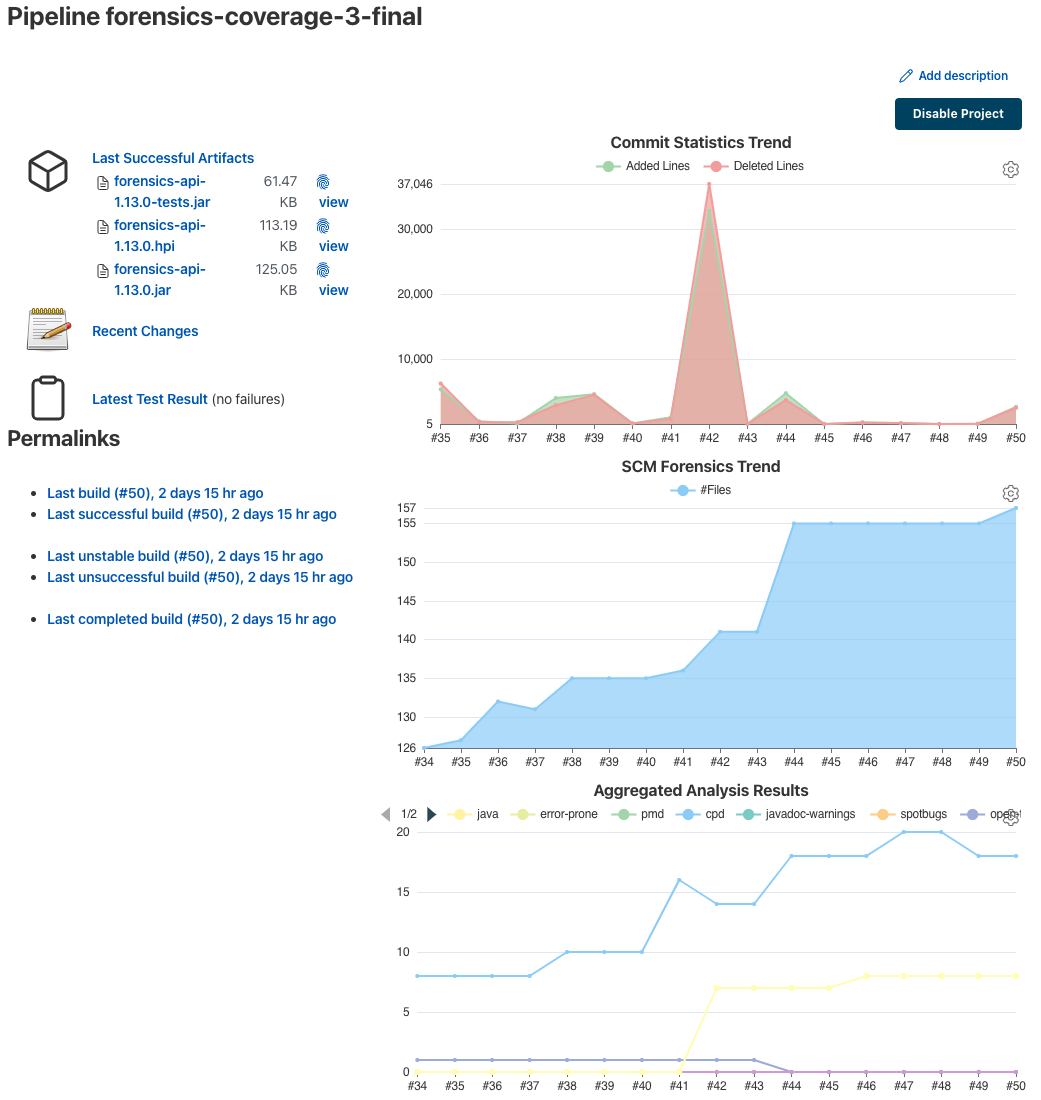 Pipeline forensics-coverage-3-final
Add description
Disable Project
Last Successful Artifacts
forensics-api- 61.47
1.13.0-tests.jar KB view
forensics-api- 113.19
1.13.0.hpi KB view
forensics-api- 125.05
1.13.0.jar KB view
Recent Changes
Latest Test Result (no failures)
Permalinks
Last build (#50), 2 days 15 hr ago
Last successful build (#50), 2 days 15 hr ago
Last unstable build (#50), 2 days 15 hr ago
Last unsuccessful build (#50), 2 days 15 hr ago
Last completed build (#50), 2 days 15 hr ago
Commit Statistics Trend
Added Lines Deleted Lines
37,046
30,000
20,000
10,000
5
#35 #36 #37 #38 #39 #40 #41 #42 #43 #44 #45 #46 #47 #48 #49 #50
SCM Forensics Trend
#Files
157
155
150
145
140
135
130
126
#34 #35 #36 #37 #38 #39 #40 #41 #42 #43 #44 #45 #46 #47 #48 #49 #50
Aggregated Analysis Results
1/2 java error-prone pmd cpd javadoc-warnings spotbugs
20
15
10
5
0
#34 #35 #36 #37 #38 #39 #40 #41 #42 #43 #44 #45 #46 #47 #48 #49 #50